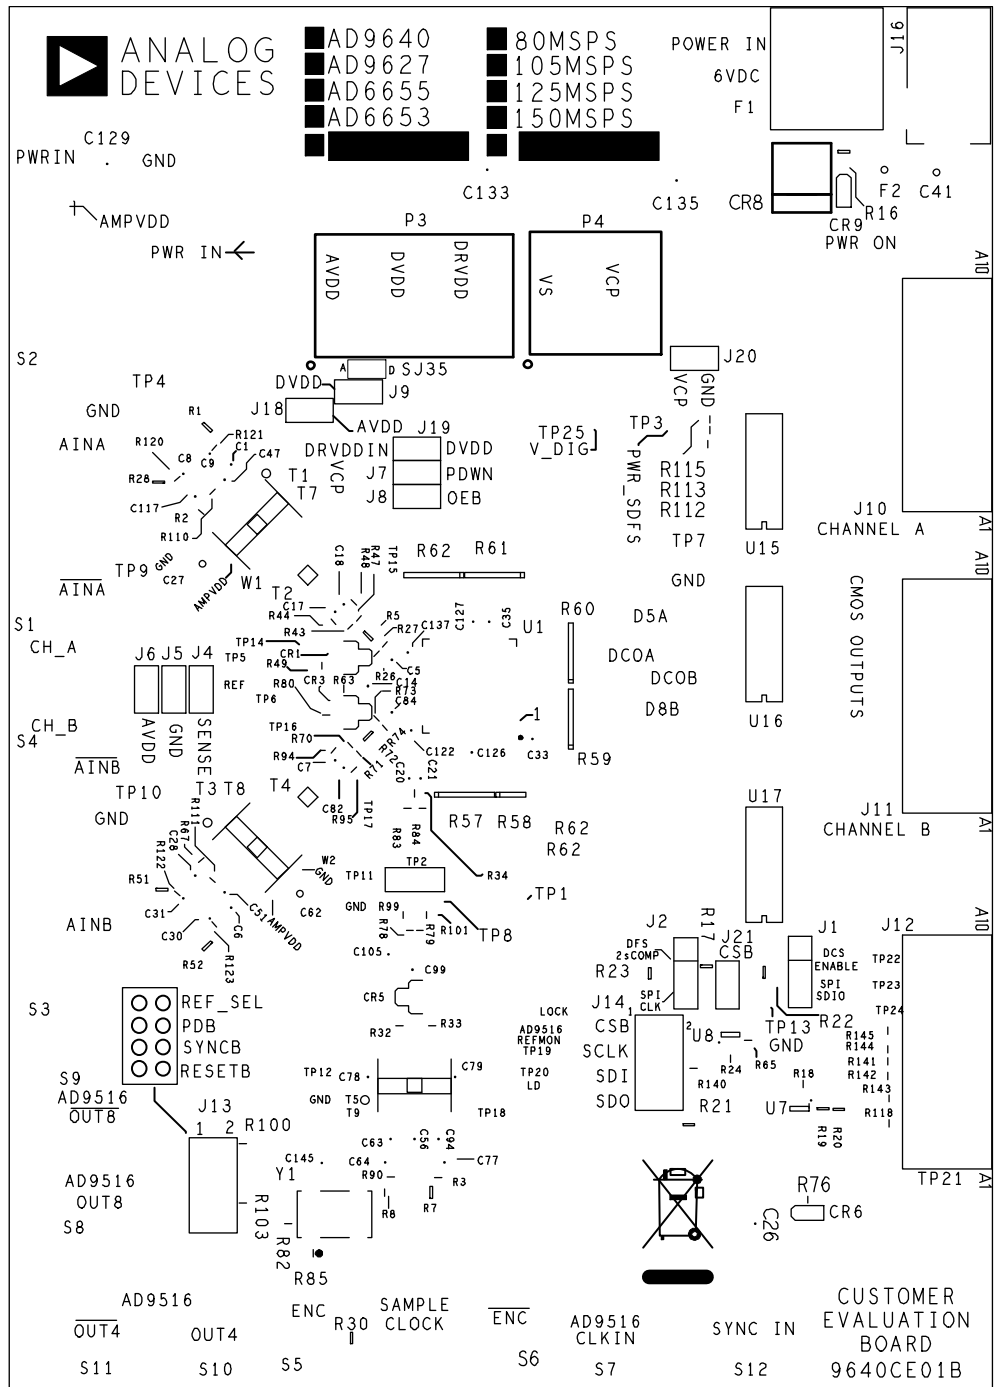 ANALOG
DEVICES
AD9640
AD9627
AD6655
AD6653
80MSPS
105MSPS
125MSPS
150MSPS
POWER IN
6VDC
F1
J16
C129
PWRIN
GND
C133
C135
CR8
CR9
PWR ON
R16
F2
C41
AMPVDD
PWR IN
P3
AVDD
DVDD
DRVDD
P4
VS
VCP
A10
S2
A
D
SJ35
DVDD
J9
J18
AVDD
J20
VCP
GND
TP4
GND
R1
AINA
R120
R121
C1
C8
C9
C47
R28
C117
R2
R110
T1
T7
J19
DRVDDIN
DVDD
VCP
J7
PDWN
J8
OEB
TP25
V_DIG
TP3
PWR_SDFS
R115
R113
R112
TP7
GND
U15
J10
CHANNEL A
A1
TP9
GND
C27
AMPVDD
W1
AINA
T2
C18
R48
R47
TP15
R62
R61
A10
S1
CH_A
C17
R44
R43
R5
R27
C137
C127
C35
U1
R60
D5A
TP14
CR1
TP5
R49
C5
DCOA
CMOS OUTPUTS
J6
J5
J4
REF
R80
CR3
R63
R26
C14
R73
C84
TP6
DCOB
D8B
U16
CH_B
S4
AVDD
GND
SENSE
TP16
R70
R94
C7
R71
R72
R74
C20
C21
C122
C126
1
C33
R59
AINB
TP10
GND
T3
T8
T4
R111
R67
C28
R122
C82
R95
TP17
R57
R58
R83
R84
R62
R62
U17
J11
CHANNEL B
A1
R51
C31
C30
C51
C6
AMPVDD
W2
GND
C62
TP11
TP2
R34
TP1
AINB
R52
R123
GND
R99
R78
R79
R101
TP8
C105
C99
J2
DFS
2sCOMP
R17
J21
CSB
J1
DCS
ENABLE
SPI
SDIO
J12
A10
TP22
TP23
TP24
R23
SPI
CLK
S3
REF_SEL
PDB
SYNCB
RESETB
CR5
R32
R33
LOCK
AD9516
REFMON
TP19
TP20
LD
J14
1
2
CSB
SCLK
SDI
SDO
U8
R24
R65
R140
R21
TP13
GND
R22
R18
U7
R19
R20
R145
R144
R141
R142
R143
R118
S9
AD9516
OUT8
TP12
C78
C79
GND
T5
T9
TP18
J13
1
2
R100
C63
C56
C94
C145
C64
C77
Y1
R90
R3
R8
R7
AD9516
OUT8
S8
R103
R82
R85
TP21
A1
R76
CR6
C26
AD9516
OUT4
OUT4
S11
S10
ENC
R30
S5
SAMPLE
CLOCK
ENC
S6
AD9516
CLKIN
S7
SYNC IN
S12
CUSTOMER
EVALUATION
BOARD
9640CE01B